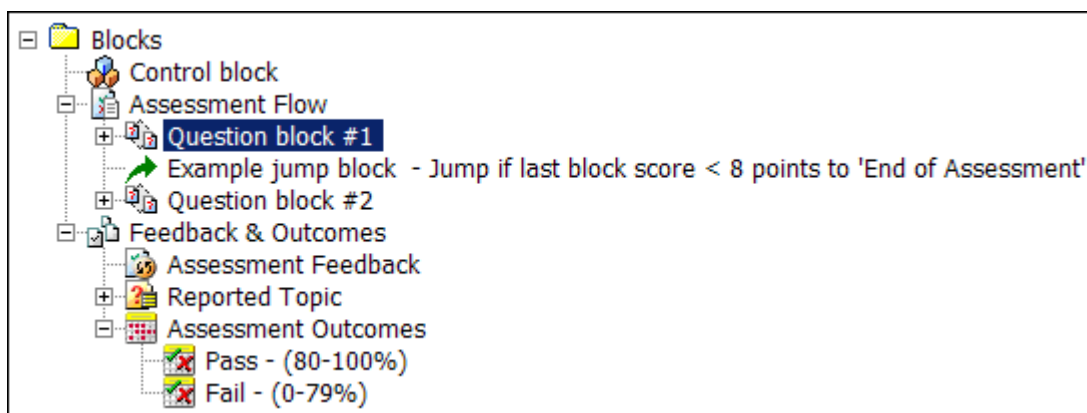 Blocks
Control block
Assessment Flow
Question block #1
Example jump block - Jump if last block score < 8 points to 'End of Assessment'
Question block #2
Feedback & Outcomes
Assessment Feedback
Reported Topic
Assessment Outcomes
Pass - (80-100%)
Fail - (0-79%)